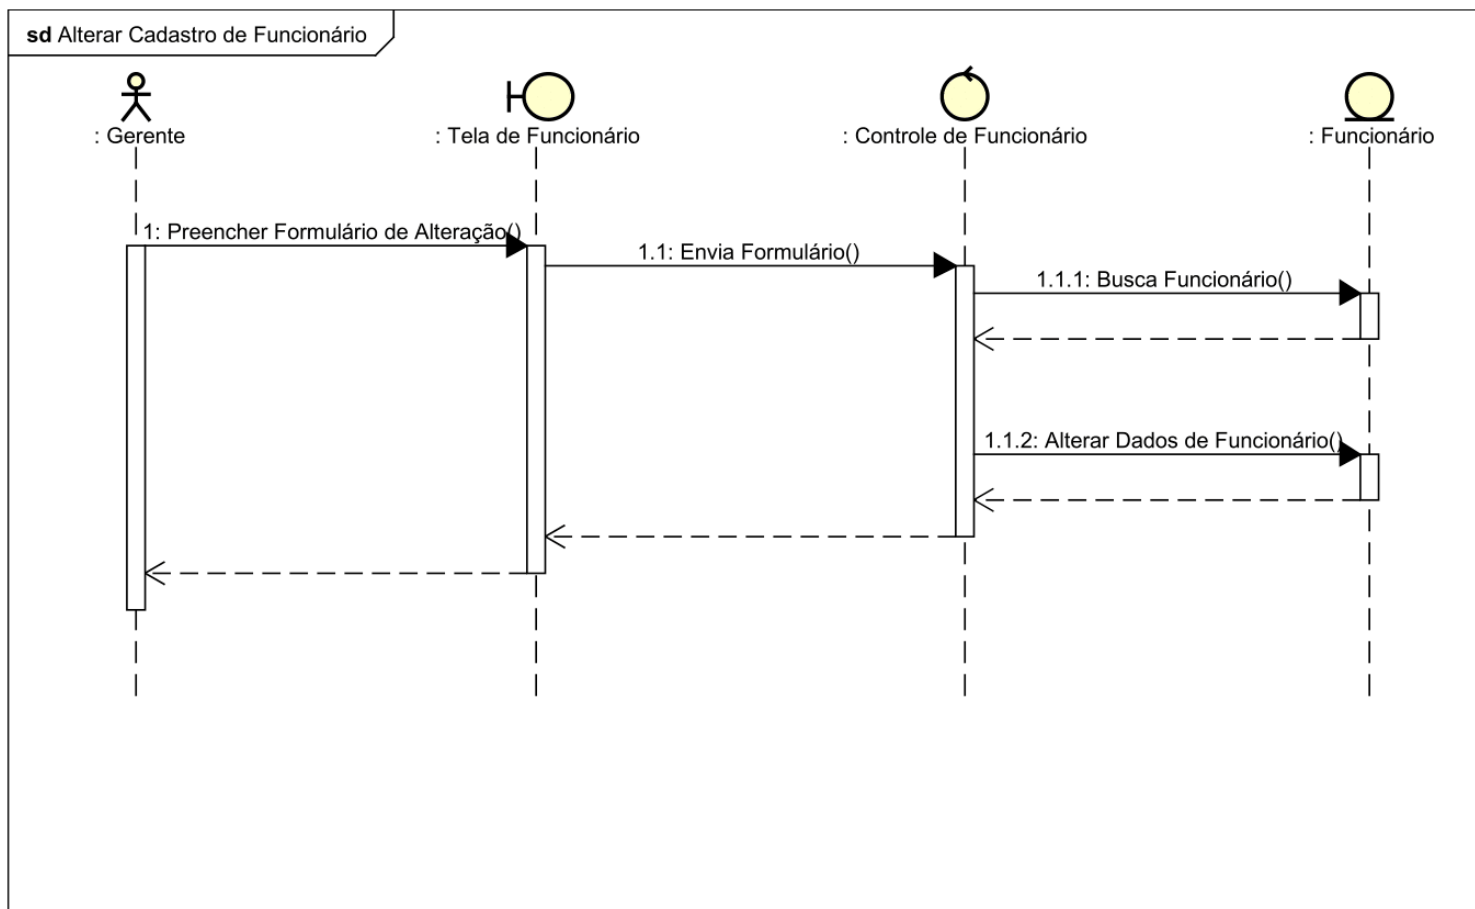 sd Alterar Cadastro de Funcionário
: Gerente
: Tela de Funcionário
: Controle de Funcionário
: Funcionário
1: Preencher Formulário de Alteração()
1.1: Envia Formulário()
1.1.1: Busca Funcionário()
1.1.2: Alterar Dados de Funcionário()